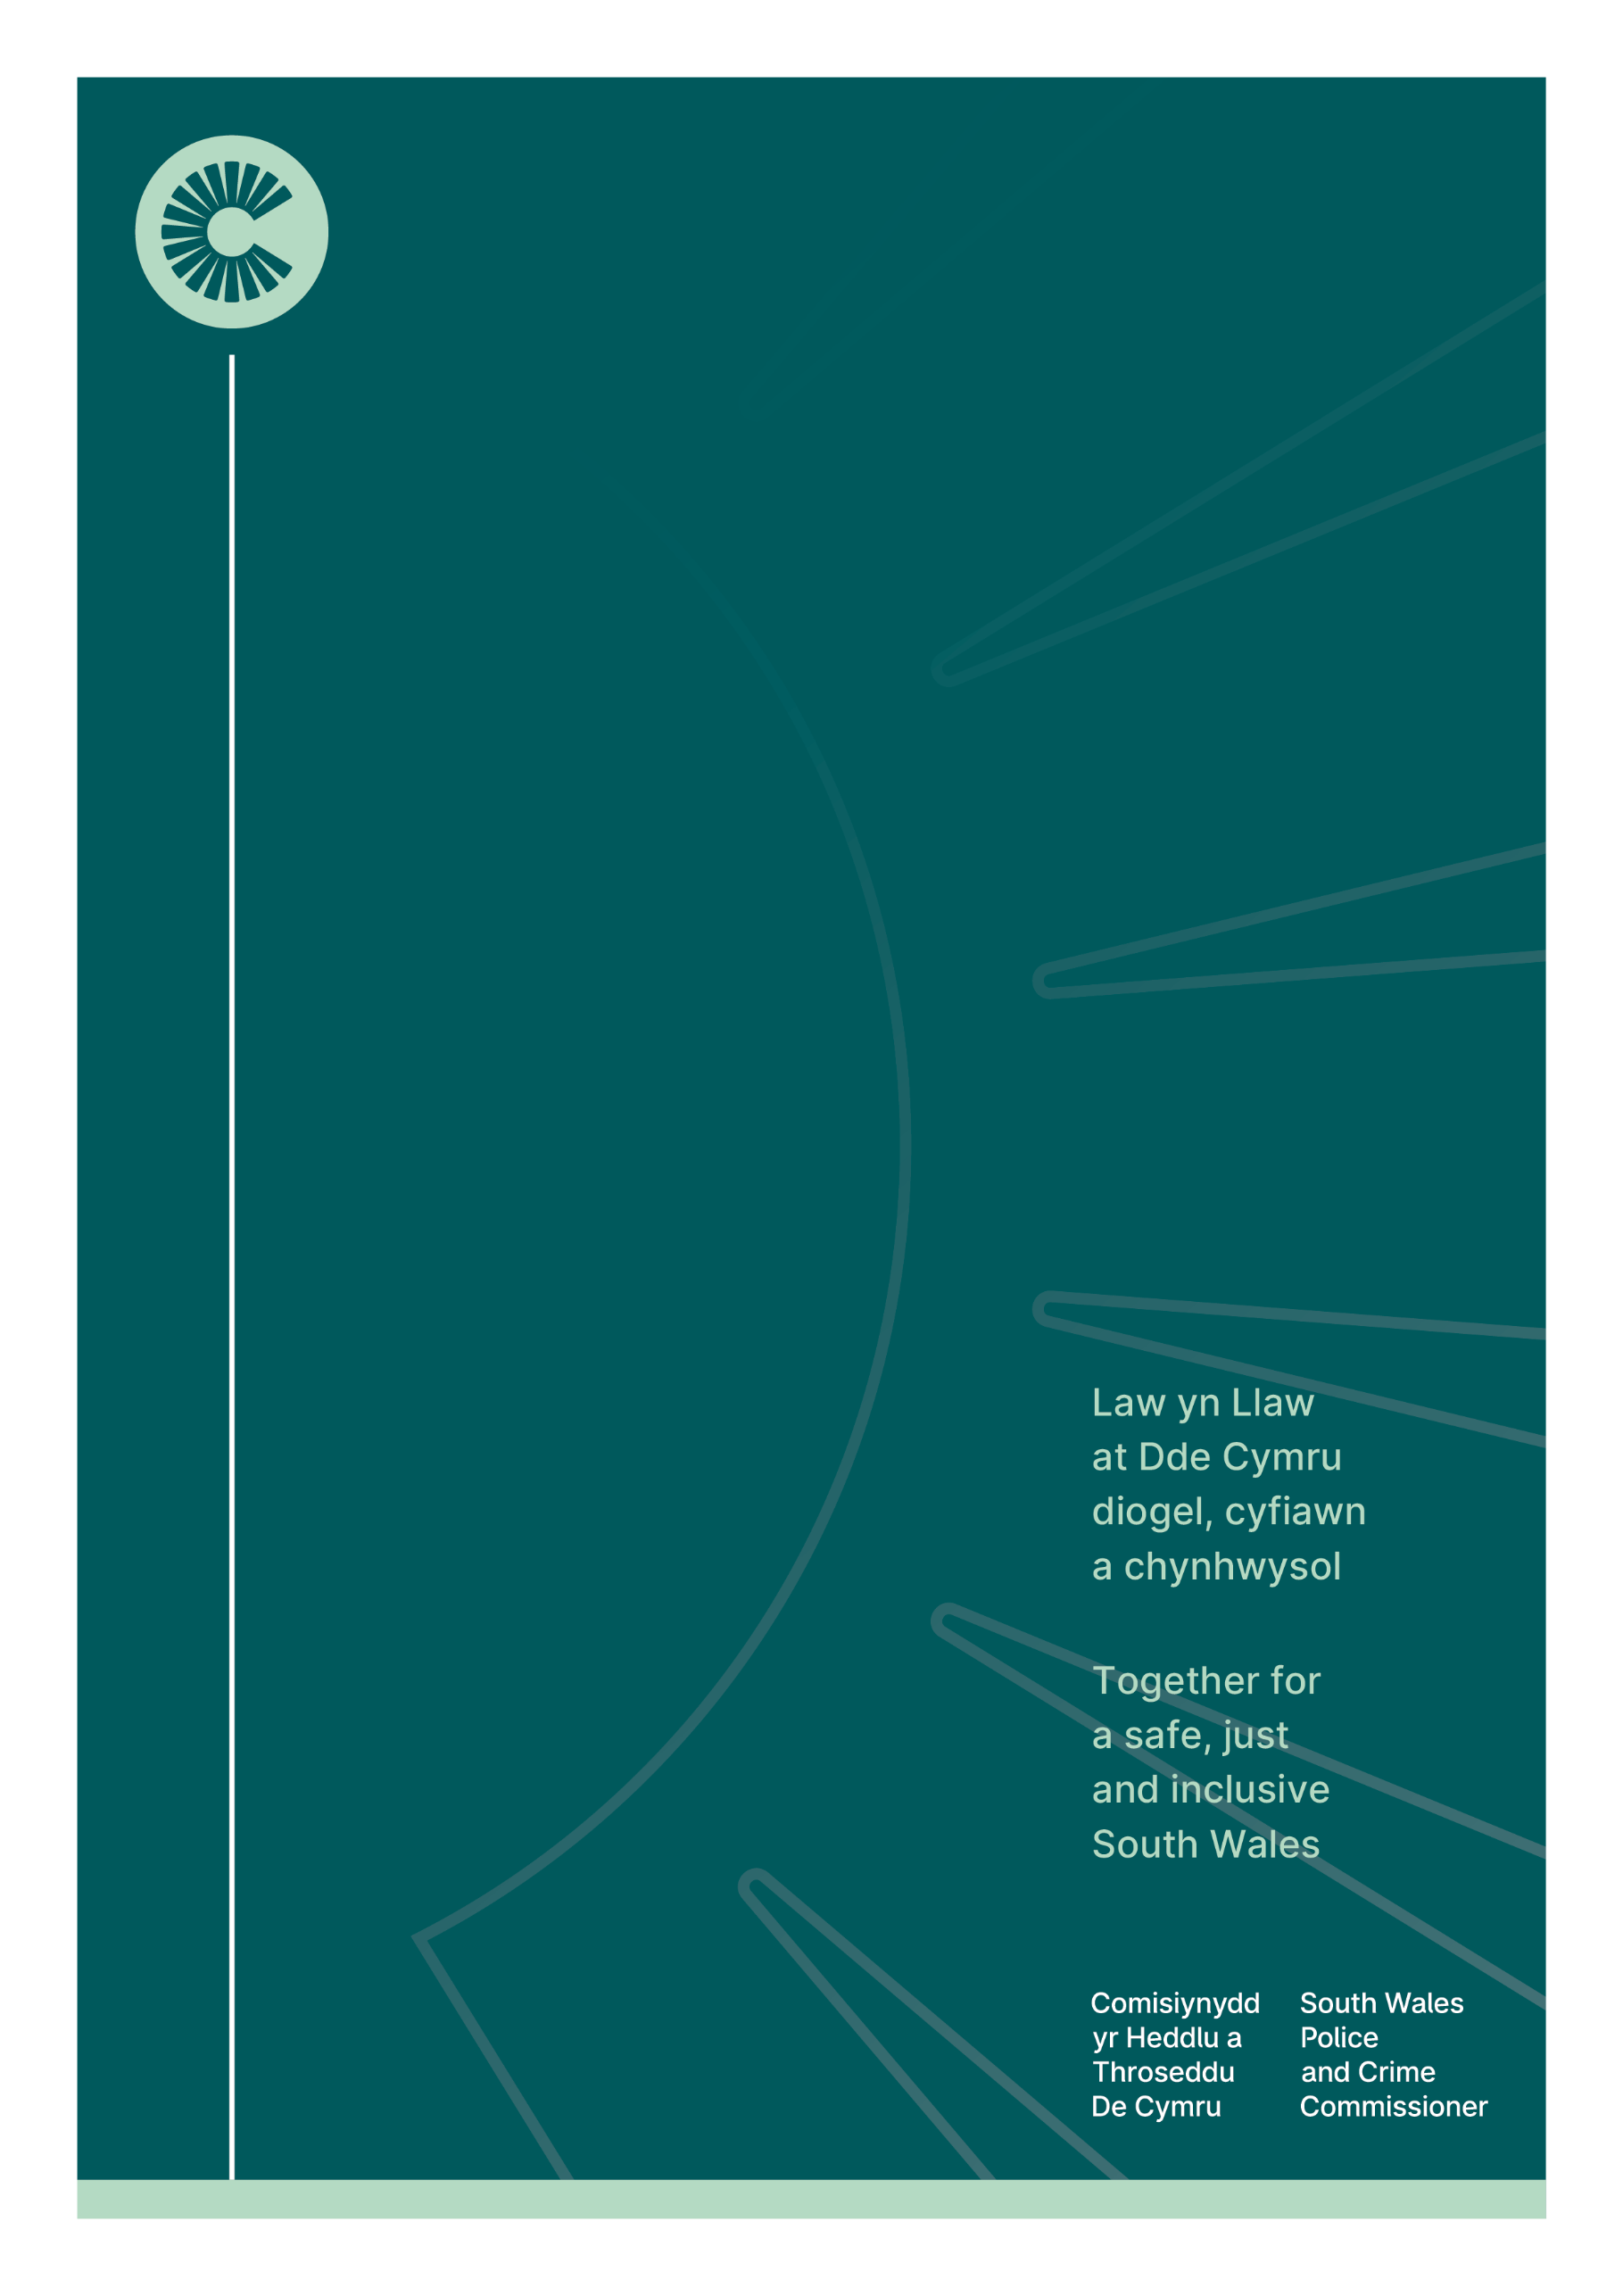 Law yn Llaw
at Dde Cymru
diogel, cyfiawn
a chynhwysol
Together for
a safe, just
and inclusive
South Wales
Comisiynydd
yr Heddlu a
Throseddu
De Cymru
South Wales
Police
and Crime
Commissioner